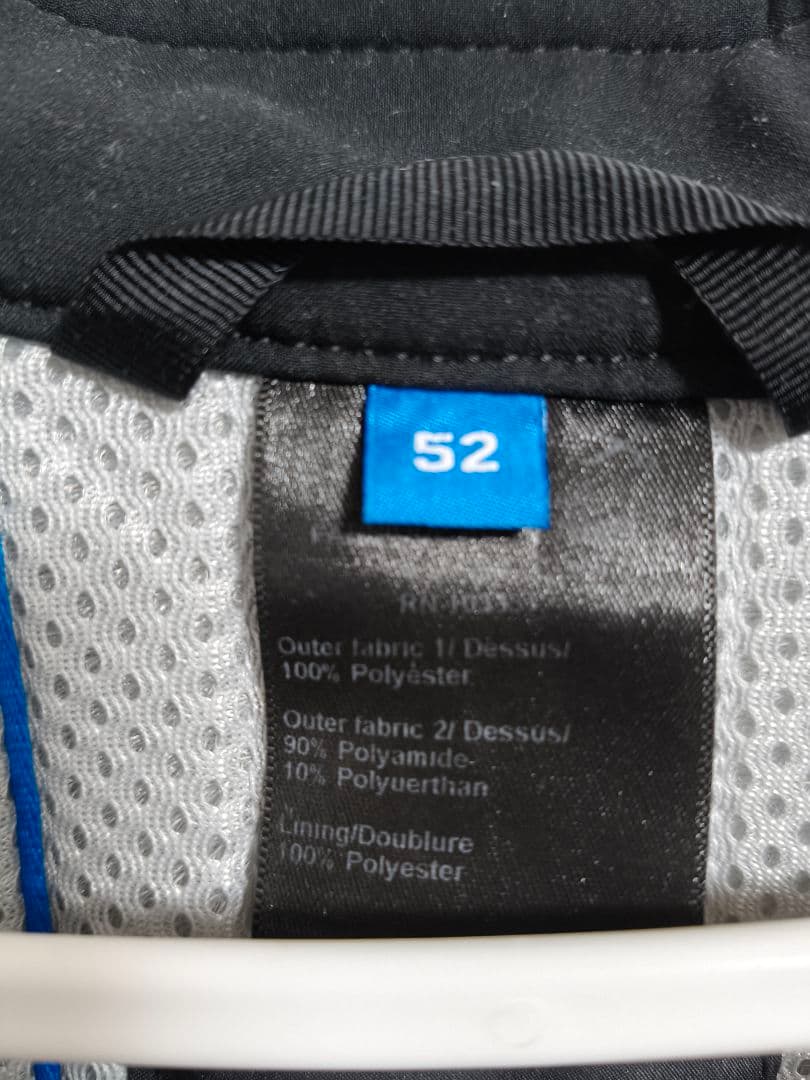 52
Outer fabric 1/ Dessus/
100% Polyester
Outer fabric 2/ Dessus/
90% Polyamide
10% Polyuerthan
Lining/Doublure
100% Polyester